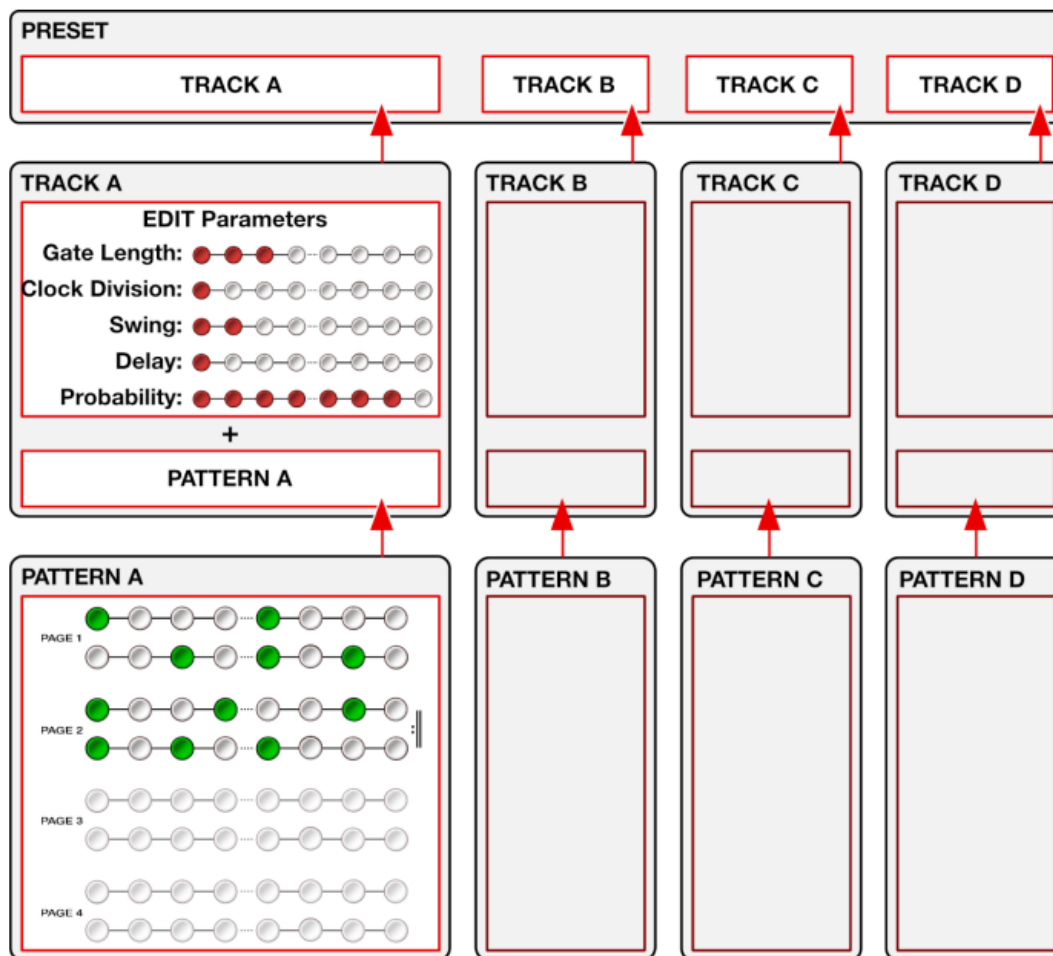 PRESET
TRACK A
TRACK B
TRACK C
TRACK D
TRACK A
TRACK B
TRACK C
TRACK D
EDIT Parameters
Gate Length:
Clock Division:
Swing:
Delay:
Probability:
+
PATTERN A
PATTERN A
PATTERN B
PATTERN C
PATTERN D
PAGE 1
PAGE 2
PAGE 3
PAGE 4